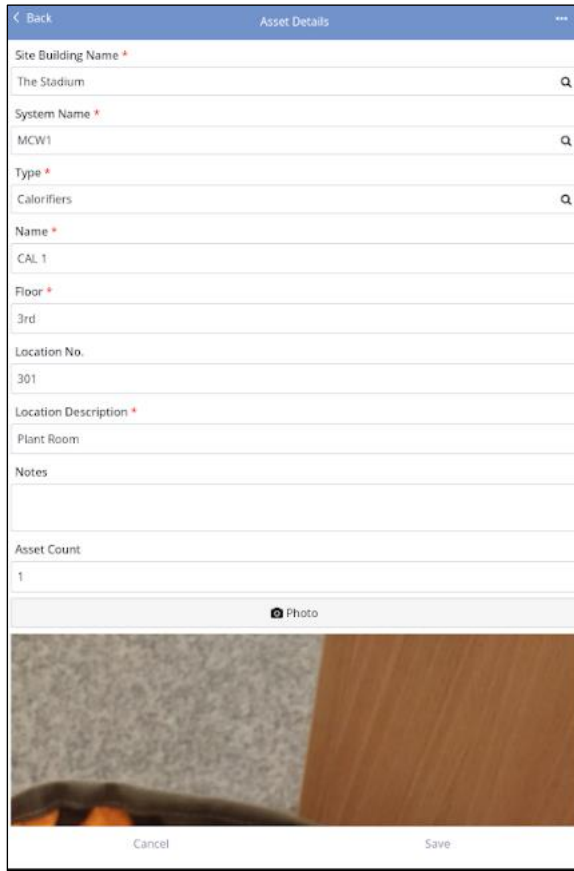 Back
Asset Details
...
Site Building Name *
The Stadium
System Name *
MCW1
Type *
Calorifiers
Name *
CAL 1
Floor *
3rd
Location No.
301
Location Description *
Plant Room
Notes
Asset Count
1
Photo
Cancel
Save